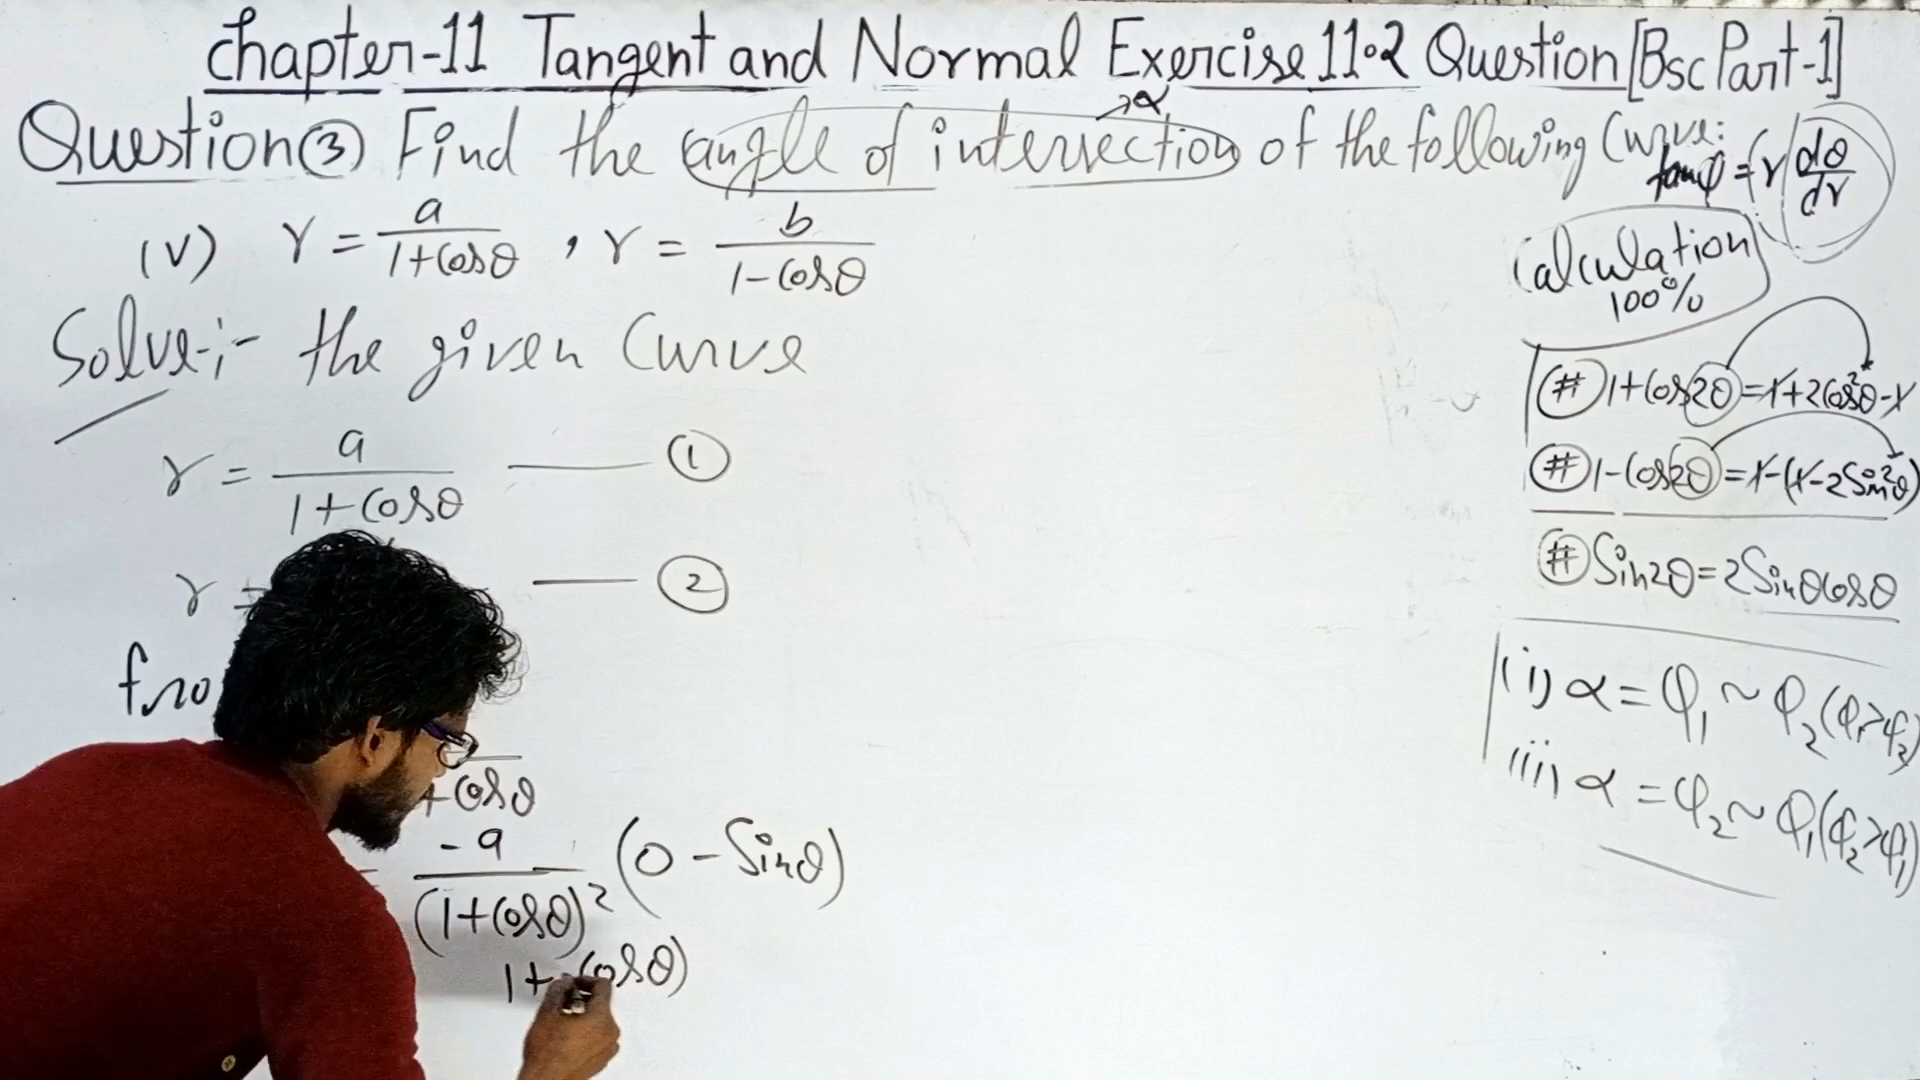 Chapter-11 Tangent and Normal Exercise 11.2 Question [Bsc Part-1]
Question ③ Find the angle of intersection of the following Curve:
→α
tanφ = r dθ/dr
(v) r = a/(1+Cosθ) , r = b/(1-Cosθ)
Calculation
100%
Solve:- the given Curve
r = a/(1+Cosθ) —— ①
r = —— ②
+Cosθ
-a/(1+Cosθ)² (0 - Sinθ)
1+Cosθ)
# 1+Cos2θ = 1+2Cos²θ-1
# 1-Cos2θ = 1-(1-2Sin²θ)
# Sin2θ = 2SinθCosθ
(i) α = φ₁ ~ φ₂ (φ₁>φ₂)
(ii) α = φ₂ ~ φ₁ (φ₂>φ₁)